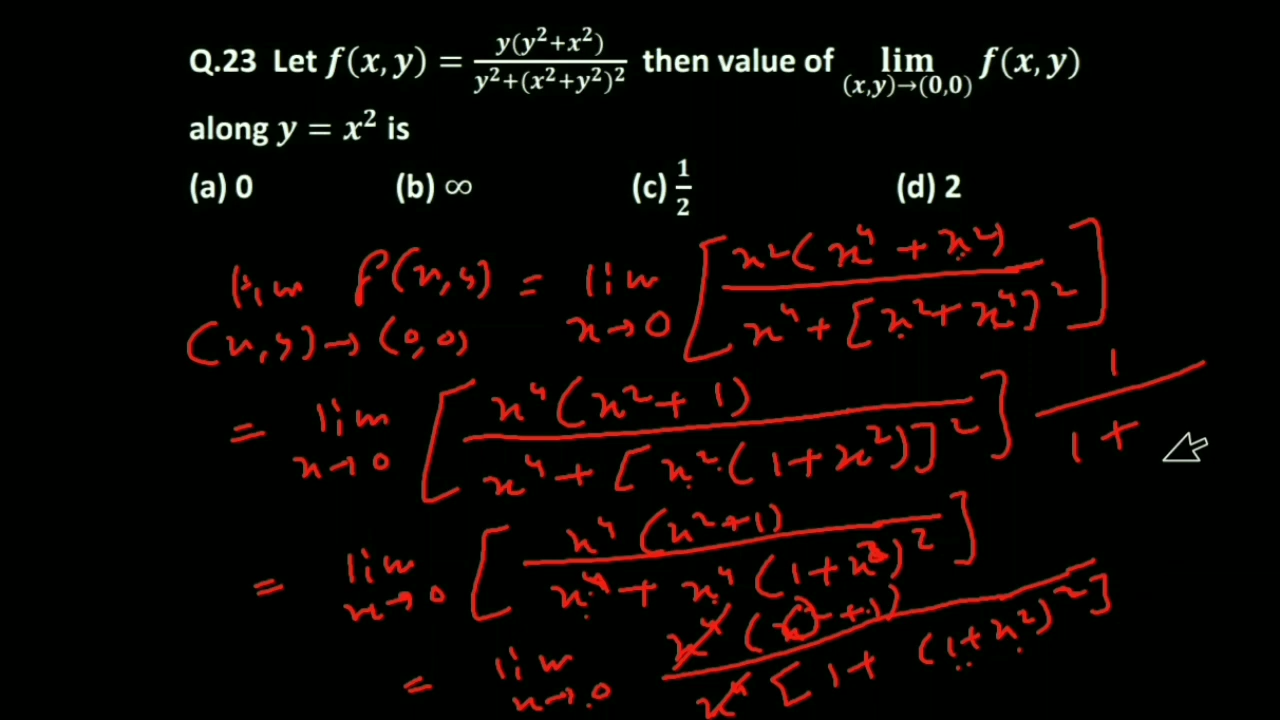 Q.23 Let f(x, y) = y(y²+x²) / y²+(x²+y²)² then value of lim (x,y)→(0,0) f(x, y)
along y = x² is
(a) 0 (b) ∞ (c) 1/2 (d) 2
lim (x,y)→(0,0) f(x,y) = lim x→0 [ x²(x⁴ + x²) / x⁴ + [x² + x⁴]² ]
= lim x→0 [ x⁴(x² + 1) / x⁴ + [x²(1 + x²)]² ] 1 / 1 +
= lim x→0 [ x⁴(x² + 1) / x⁴ + x⁴(1 + x²)² ]
= lim x→0 x⁴(x² + 1) / x⁴[1 + (1 + x²)²]